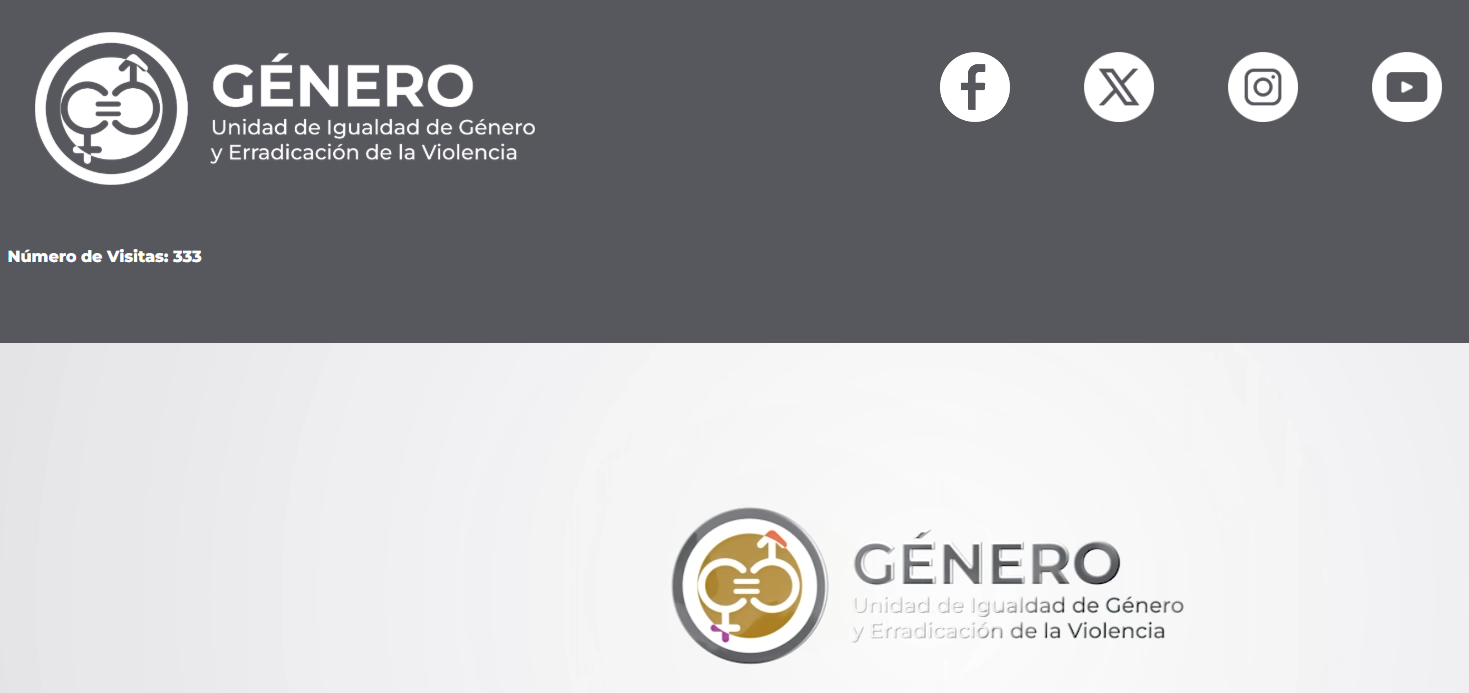 GÉNERO
Unidad de Igualdad de Género
y Erradicación de la Violencia
Número de Visitas: 333
GÉNERO
Unidad de Igualdad de Género
y Erradicación de la Violencia